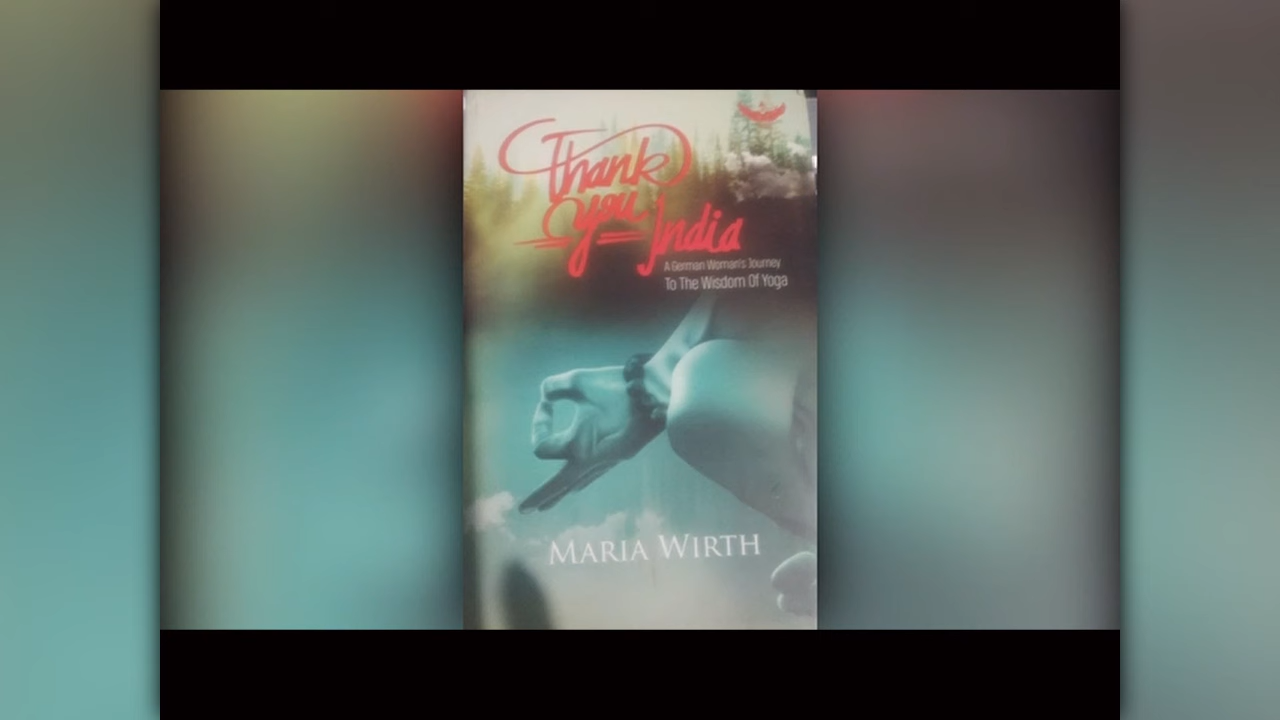 Thank
you India
A German Woman's Journey
To The Wisdom Of Yoga
MARIA WIRTH